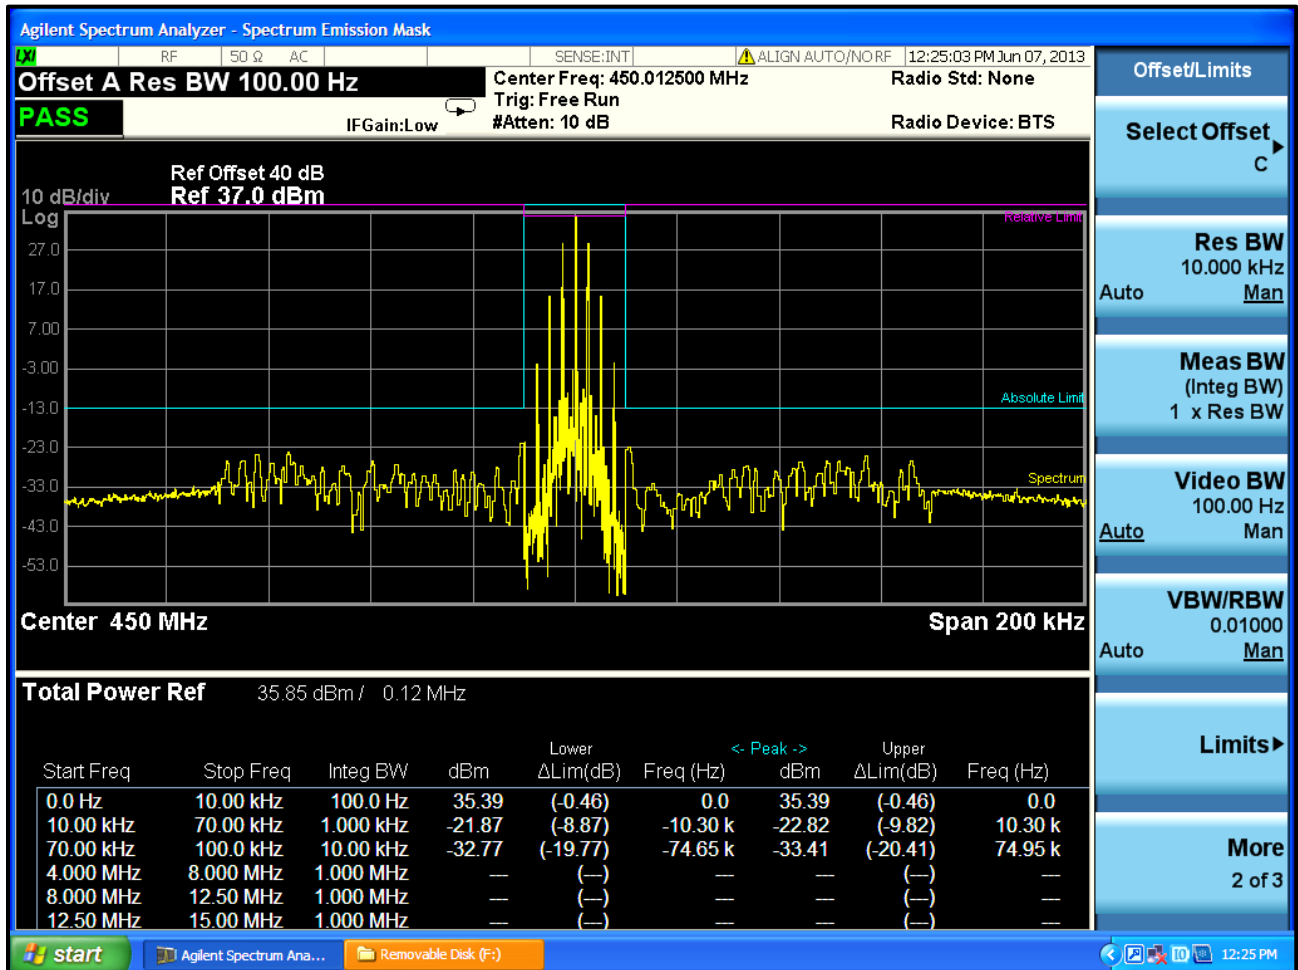 Agilent Spectrum Analyzer - Spectrum Emission Mask
LXI RF 50 Ω AC SENSE:INT ALIGN AUTO/NO RF 12:25:03 PM Jun 07, 2013
Offset A Res BW 100.00 Hz
Center Freq: 450.012500 MHz
Radio Std: None
Trig: Free Run
PASS
IFGain:Low
#Atten: 10 dB
Radio Device: BTS
Ref Offset 40 dB
10 dB/div Ref 37.0 dBm
Log
Relative Limit
27.0
17.0
7.00
-3.00
-13.0
Absolute Limit
-23.0
-33.0
Spectrum
-43.0
-53.0
Center 450 MHz
Span 200 kHz
Total Power Ref 35.85 dBm / 0.12 MHz
Lower <- Peak -> Upper
Start Freq Stop Freq Integ BW dBm ΔLim(dB) Freq (Hz) dBm ΔLim(dB) Freq (Hz)
0.0 Hz 10.00 kHz 100.0 Hz 35.39 (-0.46) 0.0 35.39 (-0.46) 0.0
10.00 kHz 70.00 kHz 1.000 kHz -21.87 (-8.87) -10.30 k -22.82 (-9.82) 10.30 k
70.00 kHz 100.0 kHz 10.00 kHz -32.77 (-19.77) -74.65 k -33.41 (-20.41) 74.95 k
4.000 MHz 8.000 MHz 1.000 MHz --- (---) --- --- (---) ---
8.000 MHz 12.50 MHz 1.000 MHz --- (---) --- --- (---) ---
12.50 MHz 15.00 MHz 1.000 MHz --- (---) --- --- (---) ---
Offset/Limits
Select Offset
C
Res BW
10.000 kHz
Auto Man
Meas BW
(Integ BW)
1 x Res BW
Video BW
100.00 Hz
Auto Man
VBW/RBW
0.01000
Auto Man
Limits
More
2 of 3
start
Agilent Spectrum Ana...
Removable Disk (F:)
12:25 PM